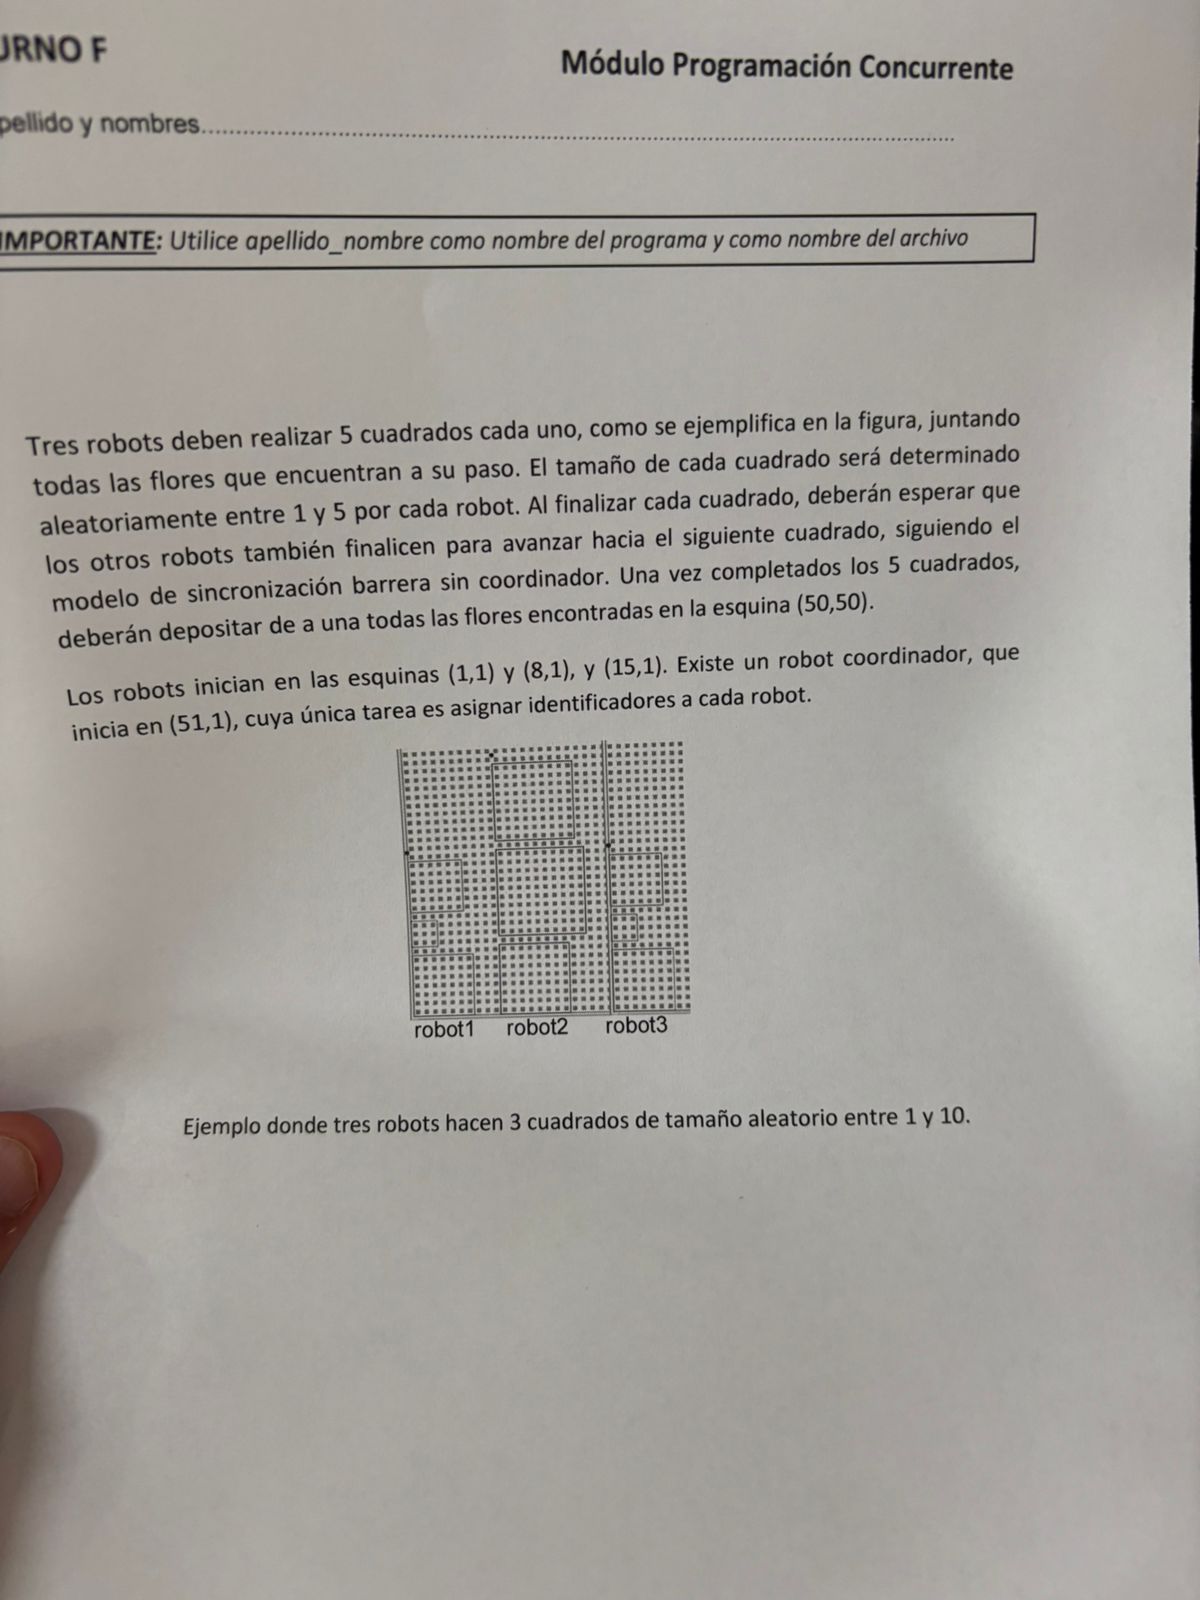 URNO F
Módulo Programación Concurrente
pellido y nombres..........
IMPORTANTE: Utilice apellido_nombre como nombre del programa y como nombre del archivo
Tres robots deben realizar 5 cuadrados cada uno, como se ejemplifica en la figura, juntando
todas las flores que encuentran a su paso. El tamaño de cada cuadrado será determinado
aleatoriamente entre 1 y 5 por cada robot. Al finalizar cada cuadrado, deberán esperar que
los otros robots también finalicen para avanzar hacia el siguiente cuadrado, siguiendo el
modelo de sincronización barrera sin coordinador. Una vez completados los 5 cuadrados,
deberán depositar de a una todas las flores encontradas en la esquina (50,50).
Los robots inician en las esquinas (1,1) y (8,1), y (15,1). Existe un robot coordinador, que
inicia en (51,1), cuya única tarea es asignar identificadores a cada robot.
robot1 robot2 robot3
Ejemplo donde tres robots hacen 3 cuadrados de tamaño aleatorio entre 1 y 10.